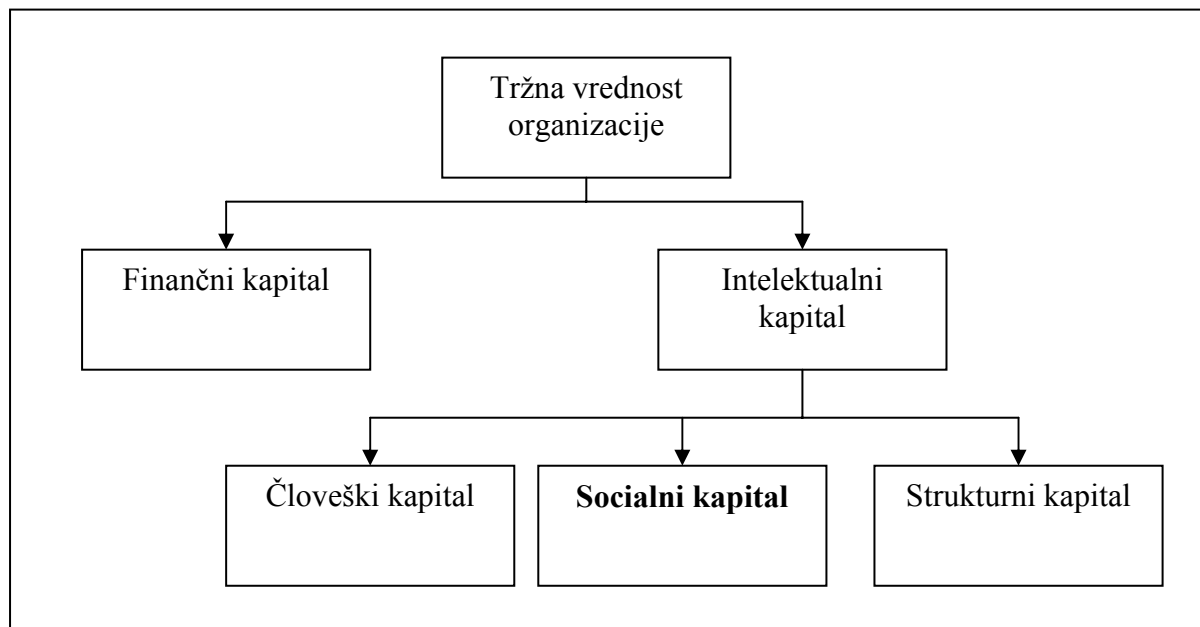 Tržna vrednost
organizacije
Finančni kapital
Intelektualni
kapital
Človeški kapital
Socialni kapital
Strukturni kapital